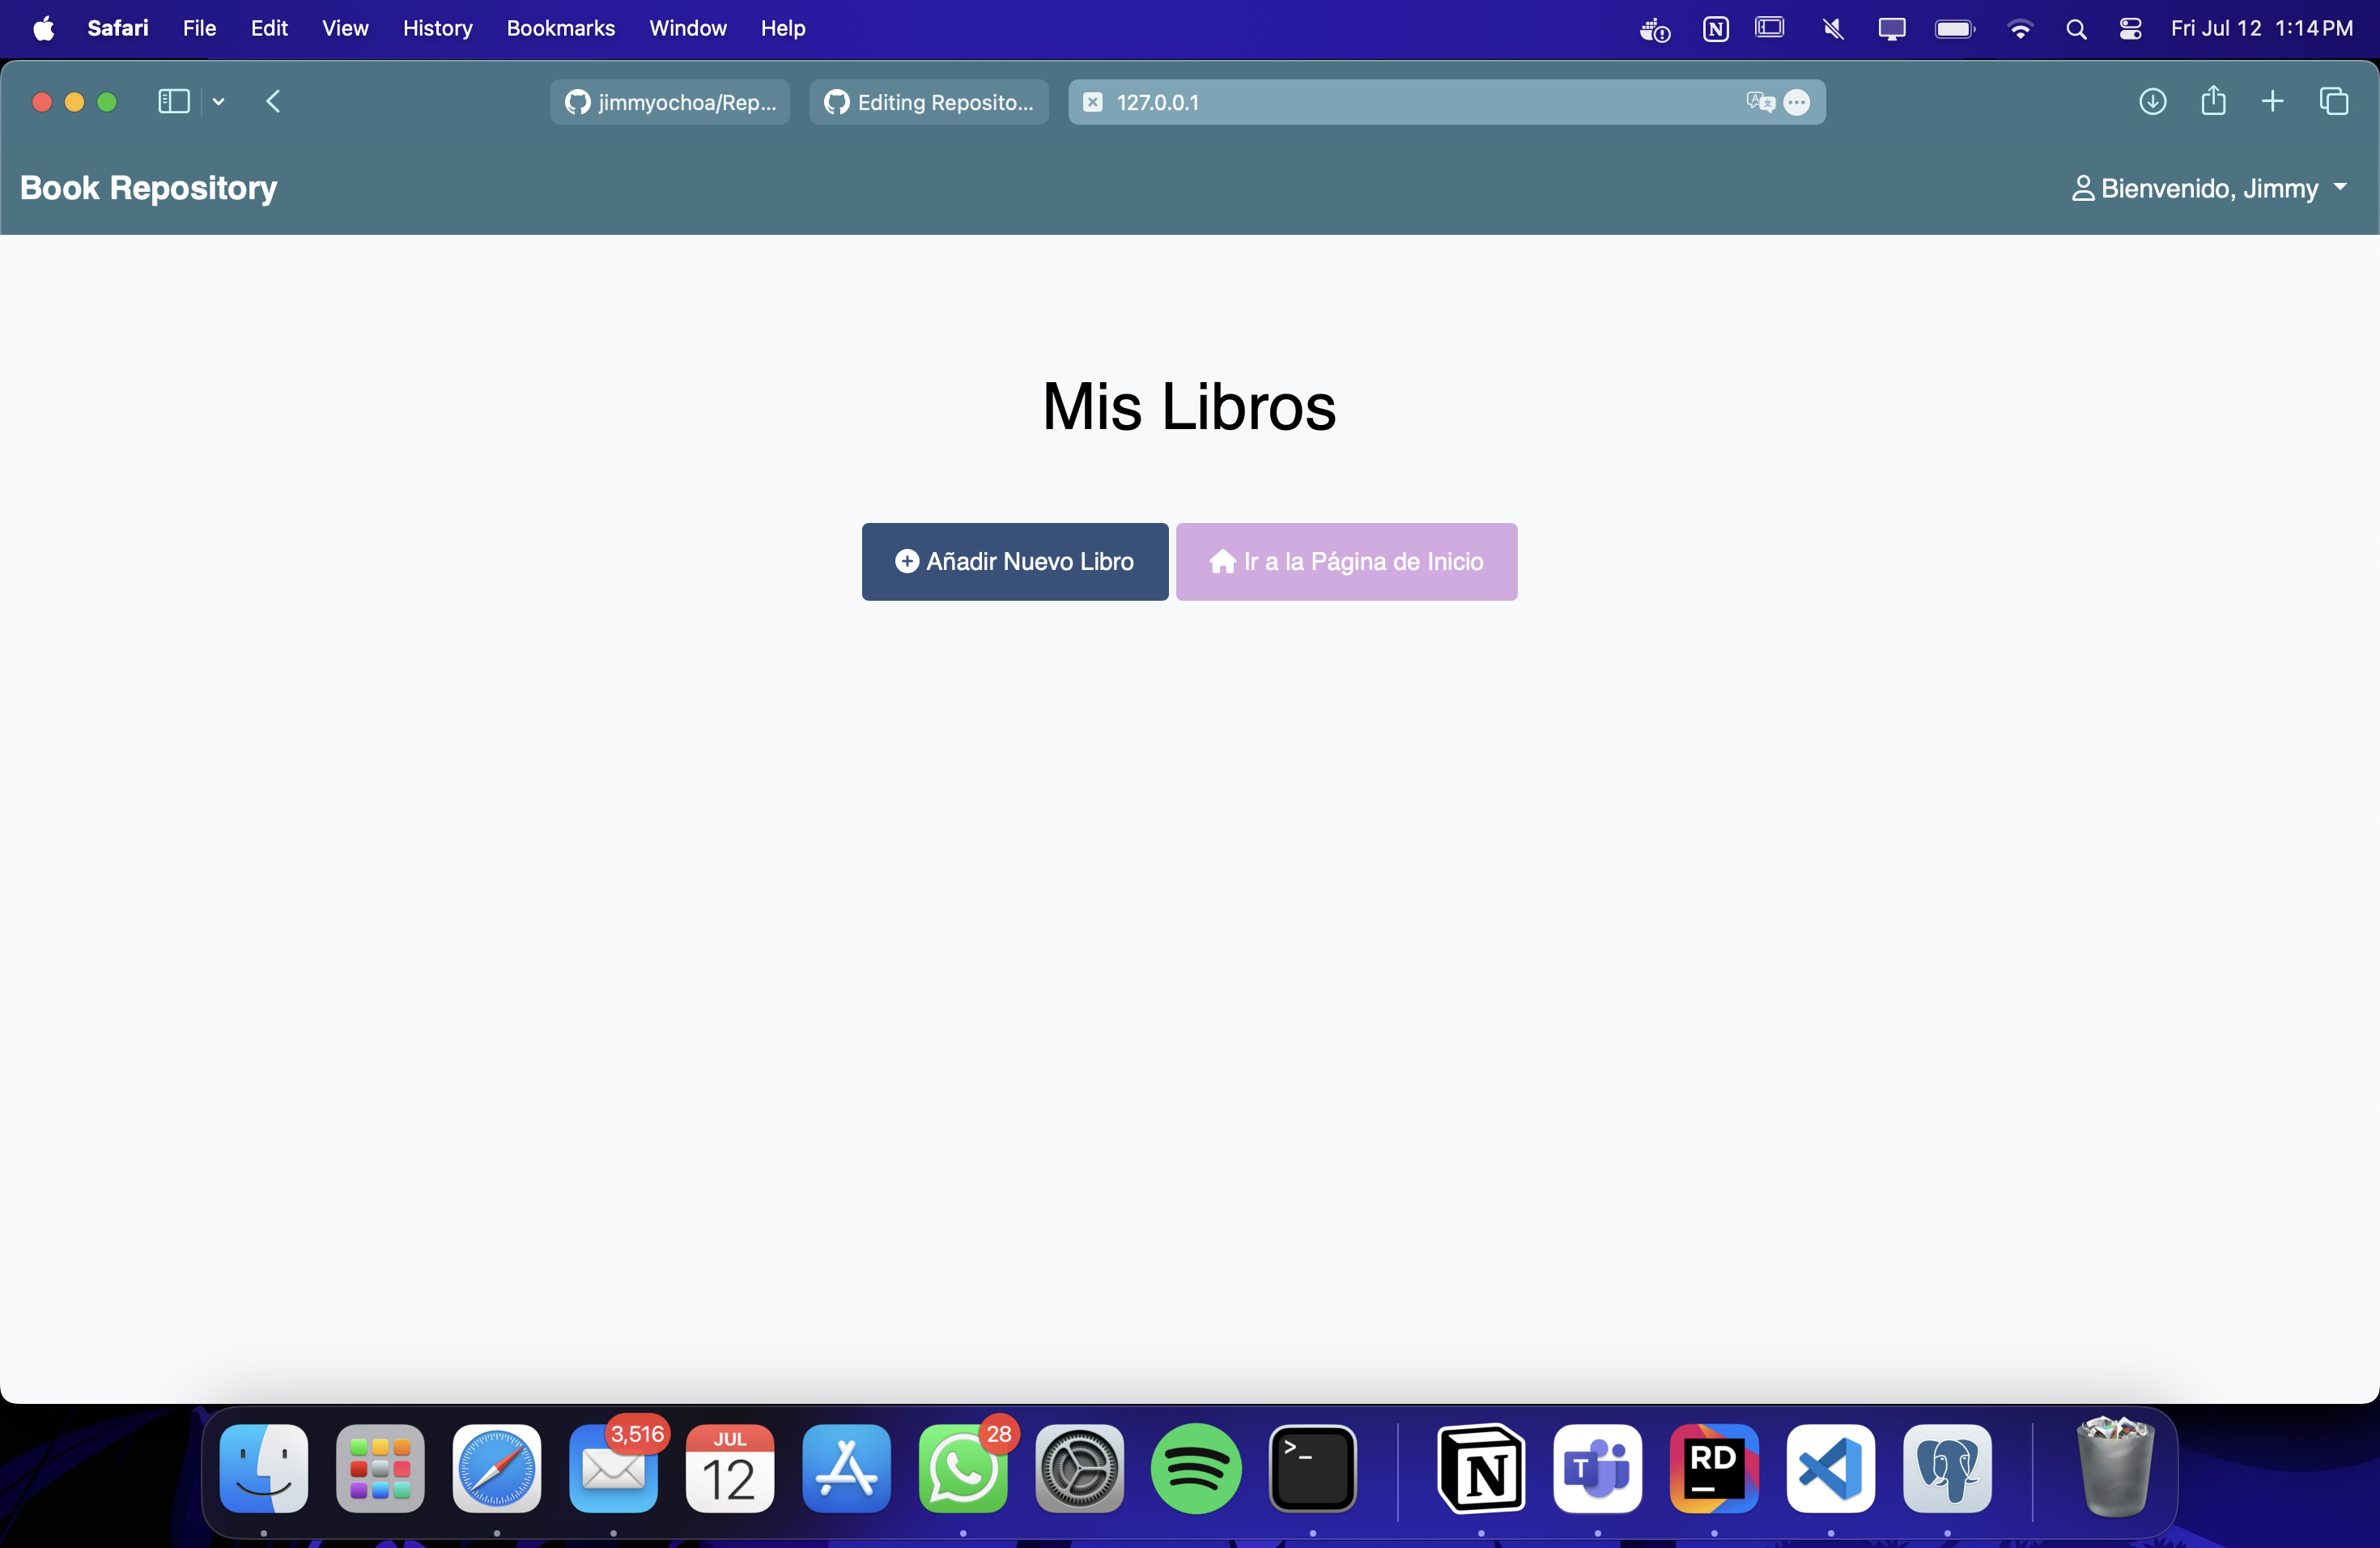 Safari File Edit View History Bookmarks Window Help Fri Jul 12 1:14 PM
jimmyochoa/Rep... Editing Reposito... 127.0.0.1
Book Repository Bienvenido, Jimmy
Mis Libros
Añadir Nuevo Libro Ir a la Página de Inicio
3,516 JUL 28
12 >_ N T RD